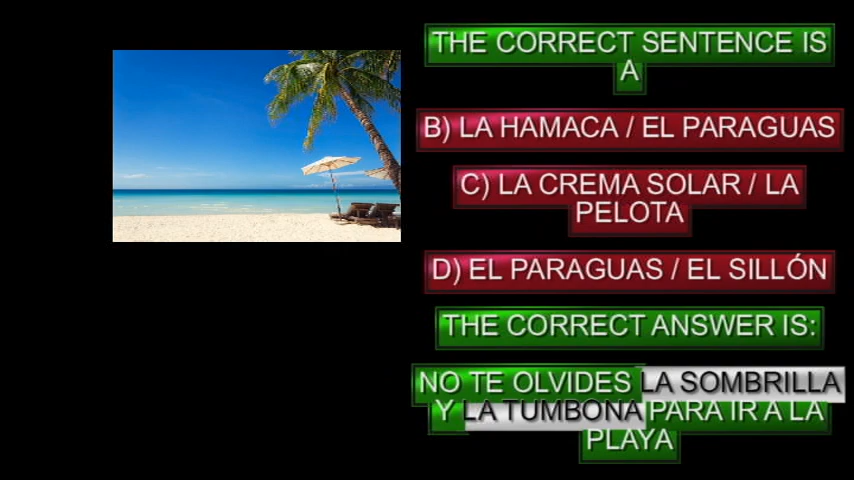 THE CORRECT SENTENCE IS
A
B) LA HAMACA / EL PARAGUAS
C) LA CREMA SOLAR / LA
PELOTA
D) EL PARAGUAS / EL SILLÓN
THE CORRECT ANSWER IS:
NO TE OLVIDES LA SOMBRILLA
Y LA TUMBONA PARA IR A LA
PLAYA